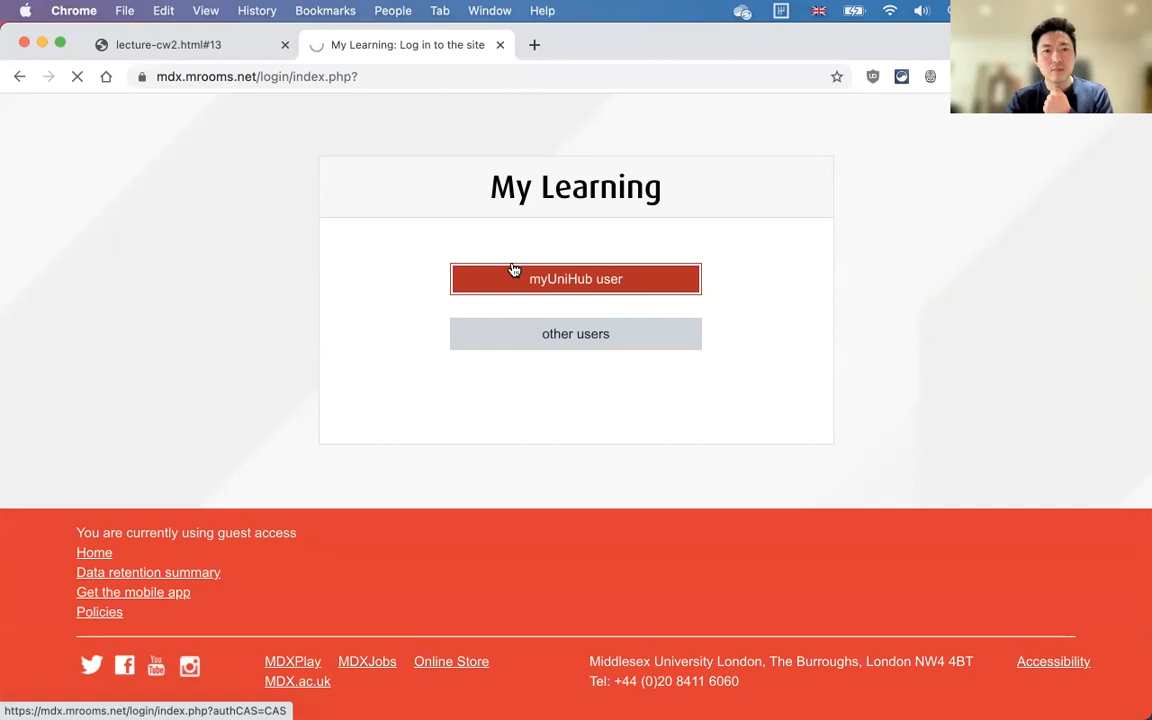 Chrome File Edit View History Bookmarks People Tab Window Help
lecture-cw2.html#13
My Learning: Log in to the site
mdx.mrooms.net/login/index.php?
My Learning
myUniHub user
other users
You are currently using guest access
Home
Data retention summary
Get the mobile app
Policies
MDXPlay MDXJobs Online Store
MDX.ac.uk
Middlesex University London, The Burroughs, London NW4 4BT
Tel: +44 (0)20 8411 6060
Accessibility
https://mdx.mrooms.net/login/index.php?authCAS=CAS